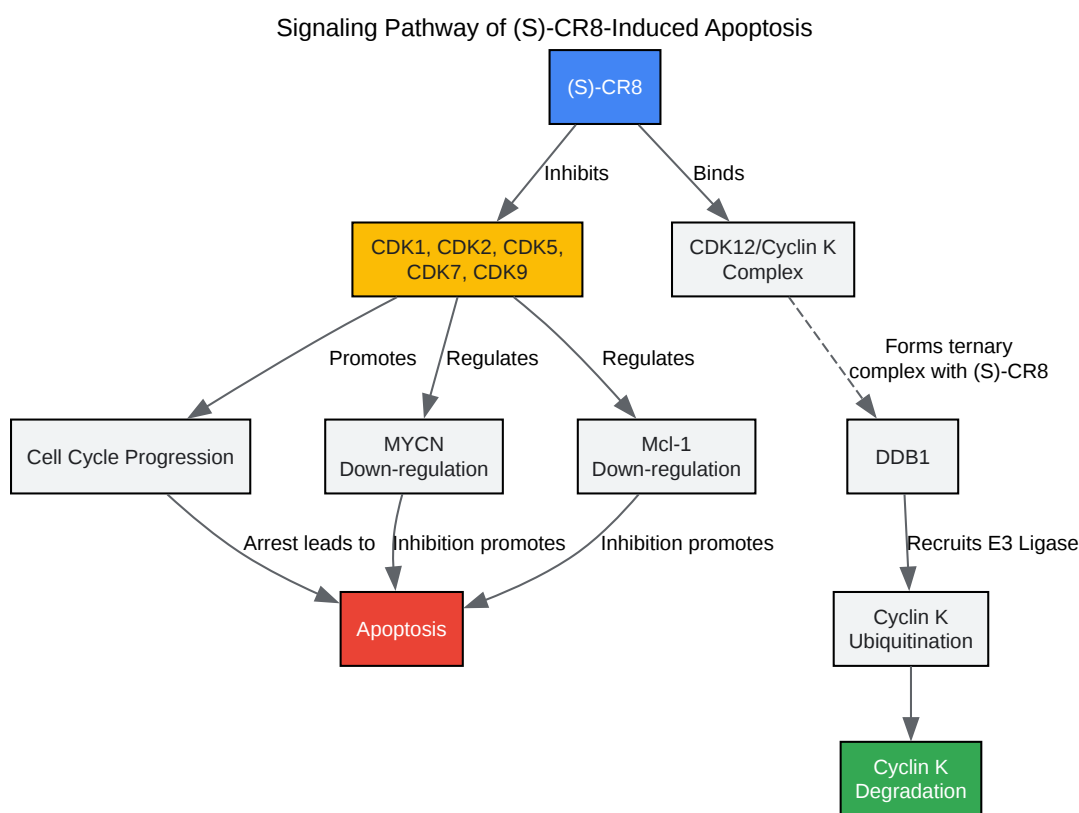 Signaling Pathway of (S)-CR8-Induced Apoptosis
(S)-CR8
Inhibits
Binds
CDK1, CDK2, CDK5,
CDK7, CDK9
CDK12/Cyclin K
Complex
Promotes
Regulates
Regulates
Forms ternary
complex with (S)-CR8
Cell Cycle Progression
MYCN
Down-regulation
Mcl-1
Down-regulation
DDB1
Arrest leads to
Inhibition promotes
Inhibition promotes
Recruits E3 Ligase
Apoptosis
Cyclin K
Ubiquitination
Cyclin K
Degradation